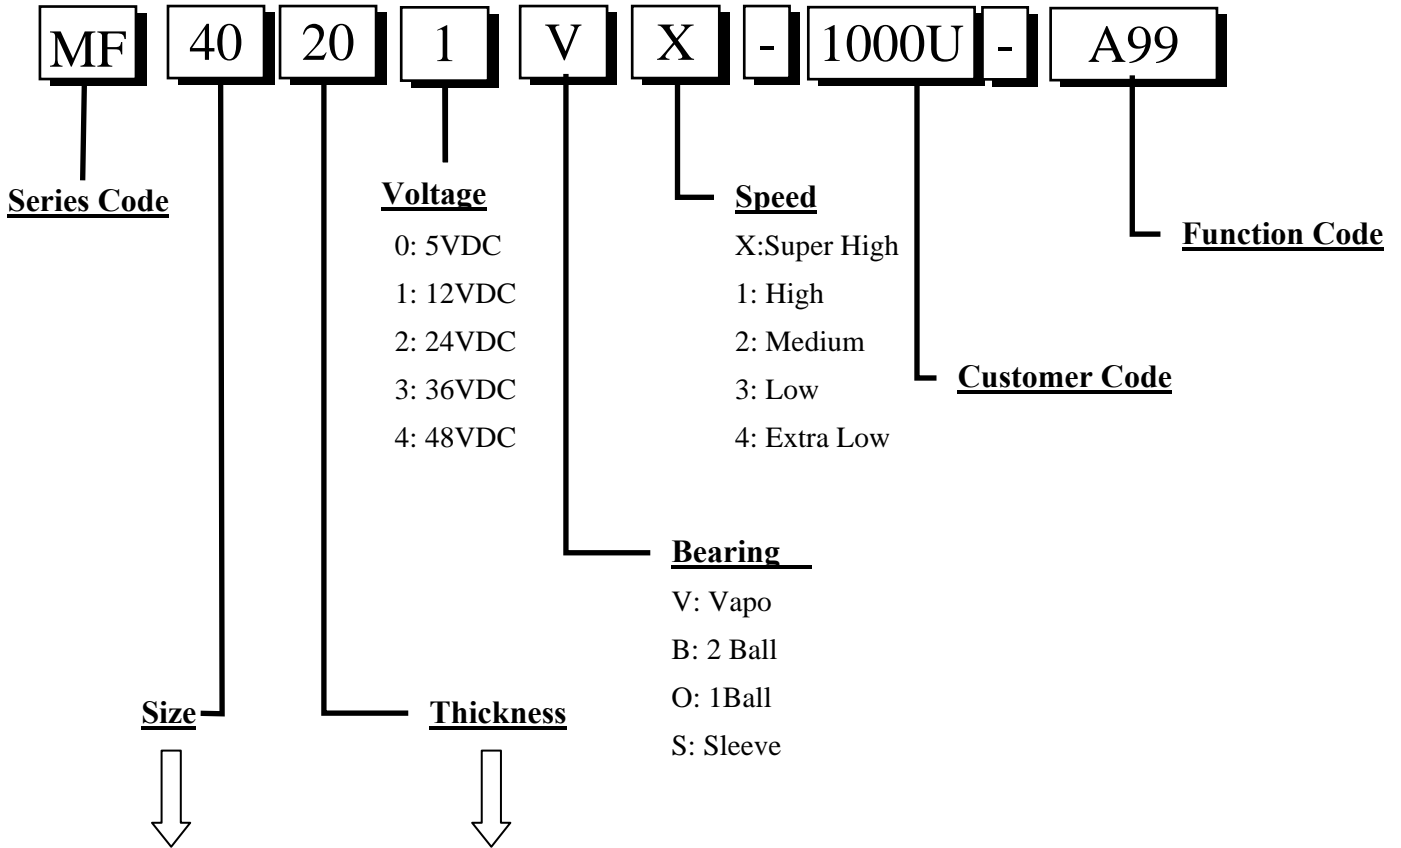 MF 40 20 1 V X - 1000U - A99
Series Code
Voltage
0: 5VDC
1: 12VDC
2: 24VDC
3: 36VDC
4: 48VDC
Speed
X:Super High
1: High
2: Medium
3: Low
4: Extra Low
Function Code
Customer Code
Bearing
V: Vapo
B: 2 Ball
O: 1Ball
S: Sleeve
Size
Thickness